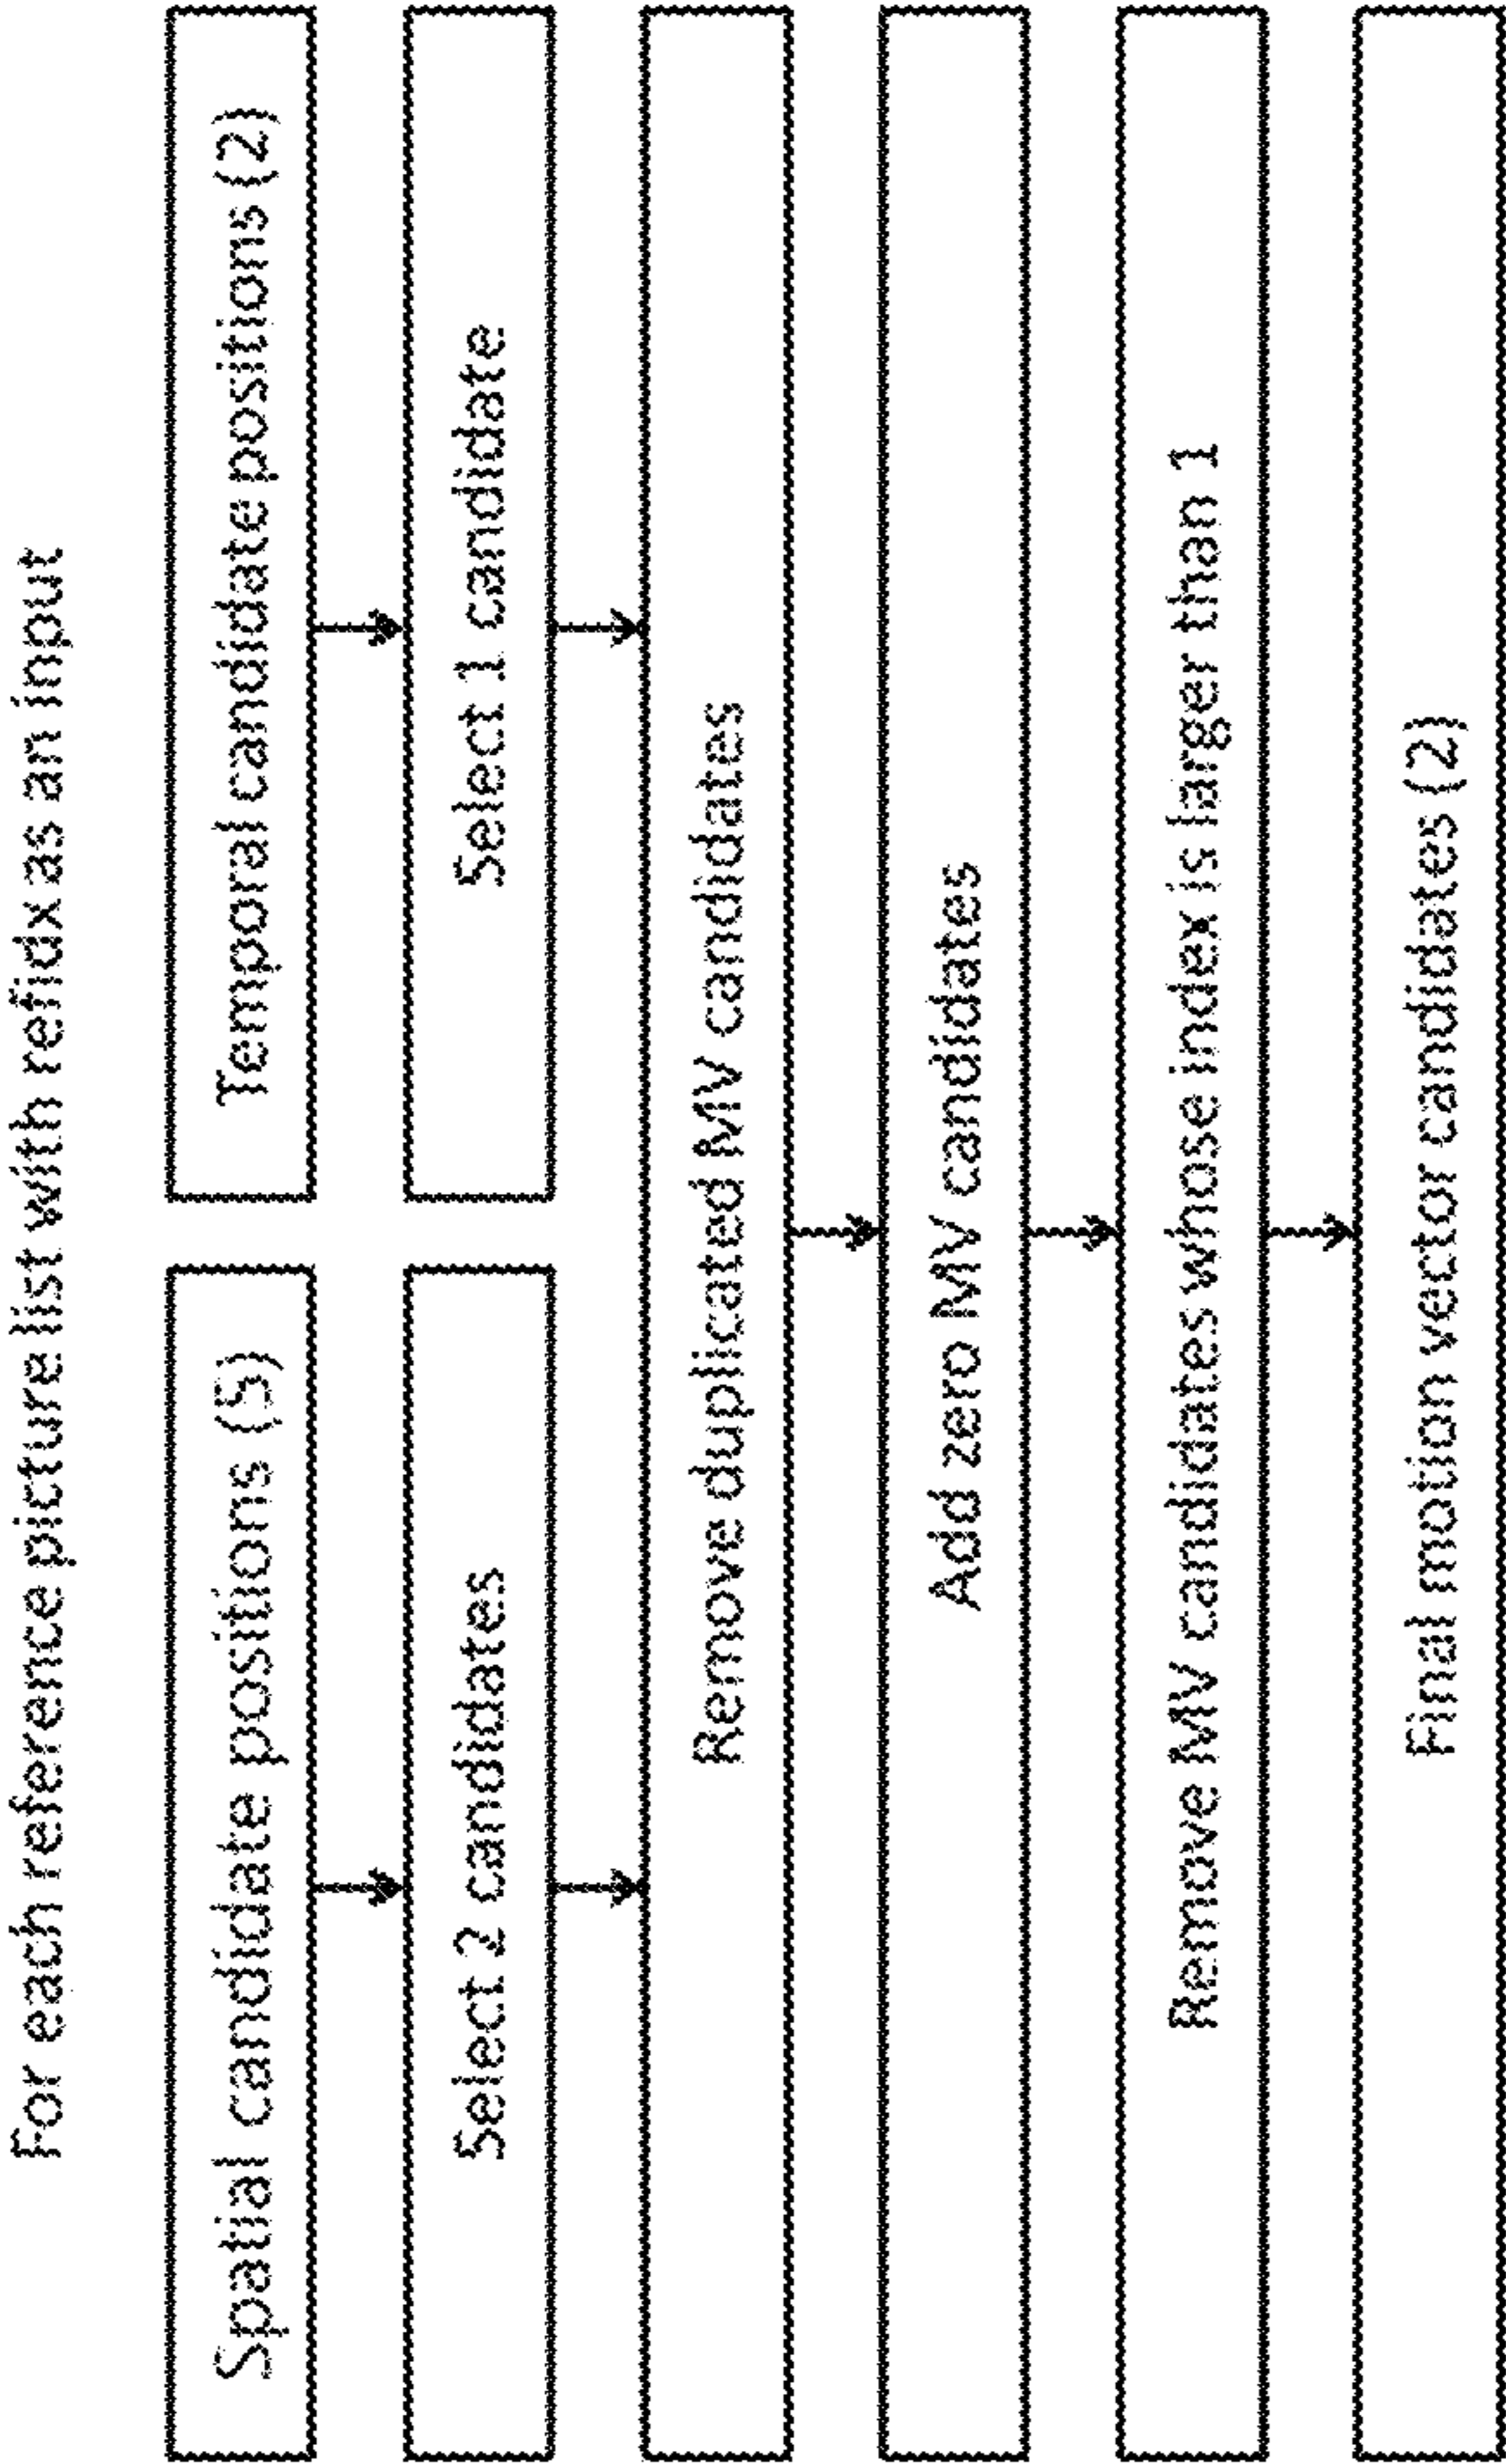 For each reference picture list with refidx as an input
Spatial candidate positions (5)
Temporal candidate positions (2)
Select 2 candidates
Select 1 candidate
Remove duplicated MV candidates
Add zero MV candidates
Remove MV candidates whose index is larger than 1
Final motion vector candidates (2)